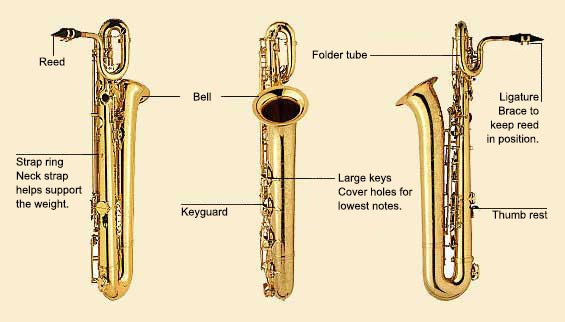 Reed
Bell
Folder tube
Ligature
Brace to
keep reed
in position.
Strap ring
Neck strap
helps support
the weight.
Keyguard
Large keys
Cover holes for
lowest notes.
Thumb rest